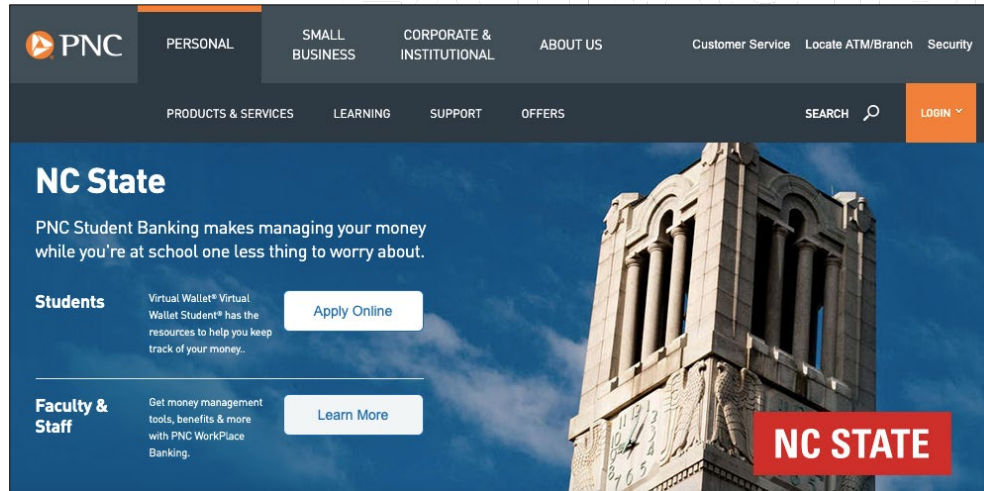 PNC
PERSONAL
SMALL
BUSINESS
CORPORATE &
INSTITUTIONAL
ABOUT US
Customer Service
Locate ATM/Branch
Security
PRODUCTS & SERVICES
LEARNING
SUPPORT
OFFERS
SEARCH
LOGIN
NC State
PNC Student Banking makes managing your money
while you're at school one less thing to worry about.
Students
Virtual Wallet® Virtual
Wallet Student® has the
resources to help you keep
track of your money..
Apply Online
Faculty &
Staff
Get money management
tools, benefits & more
with PNC WorkPlace
Banking.
Learn More
NC STATE